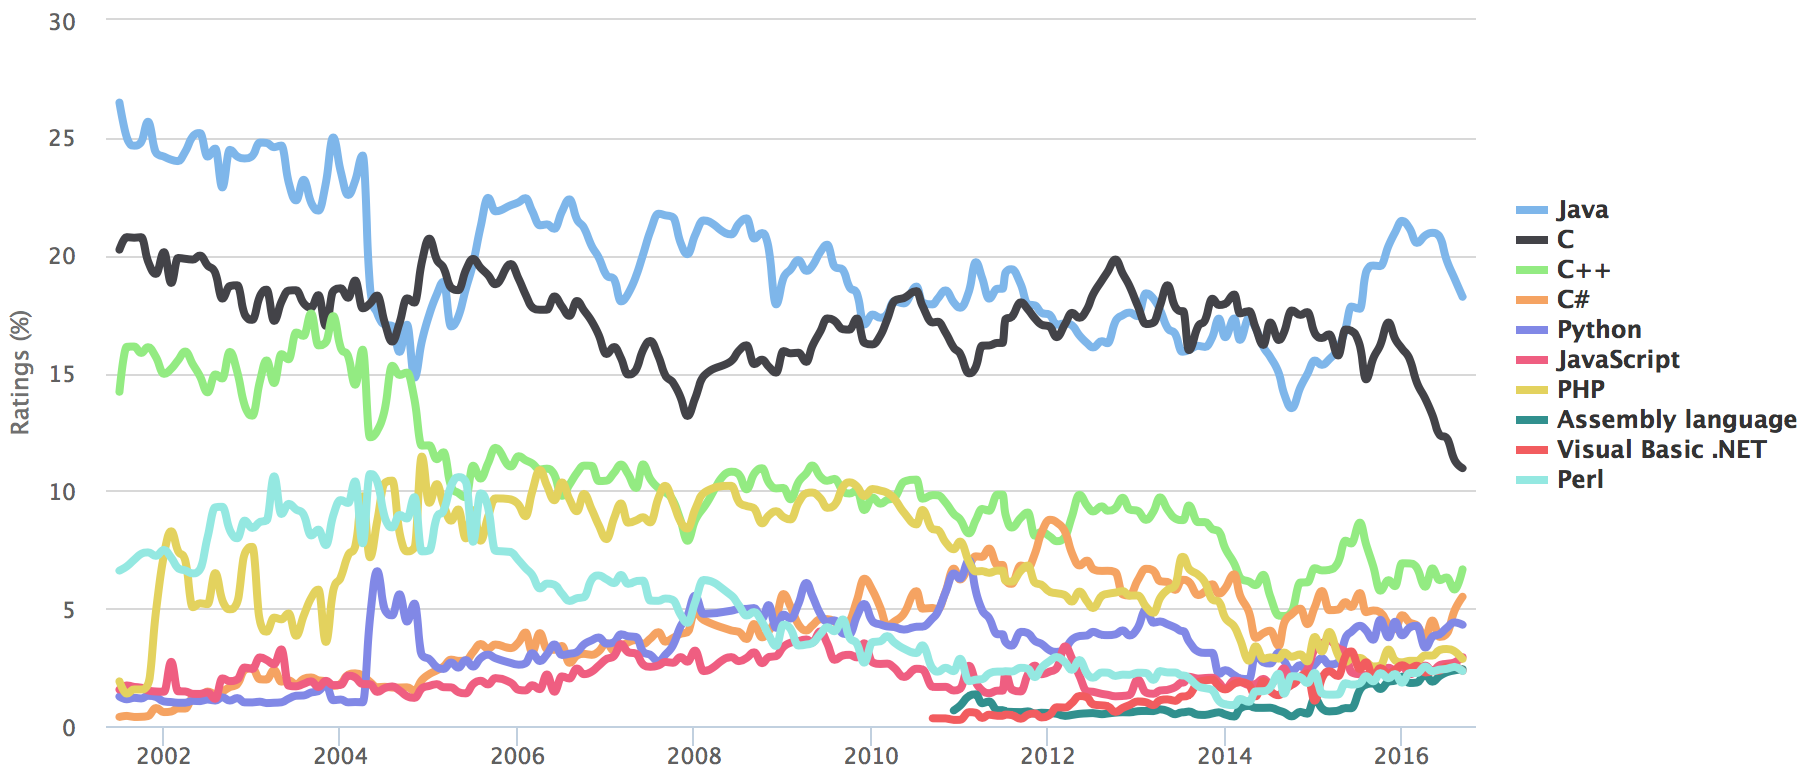 30
25
20
15
10
5
0
Ratings (%)
2002 2004 2006 2008 2010 2012 2014 2016
Java
C
C++
C#
Python
JavaScript
PHP
Assembly language
Visual Basic .NET
Perl